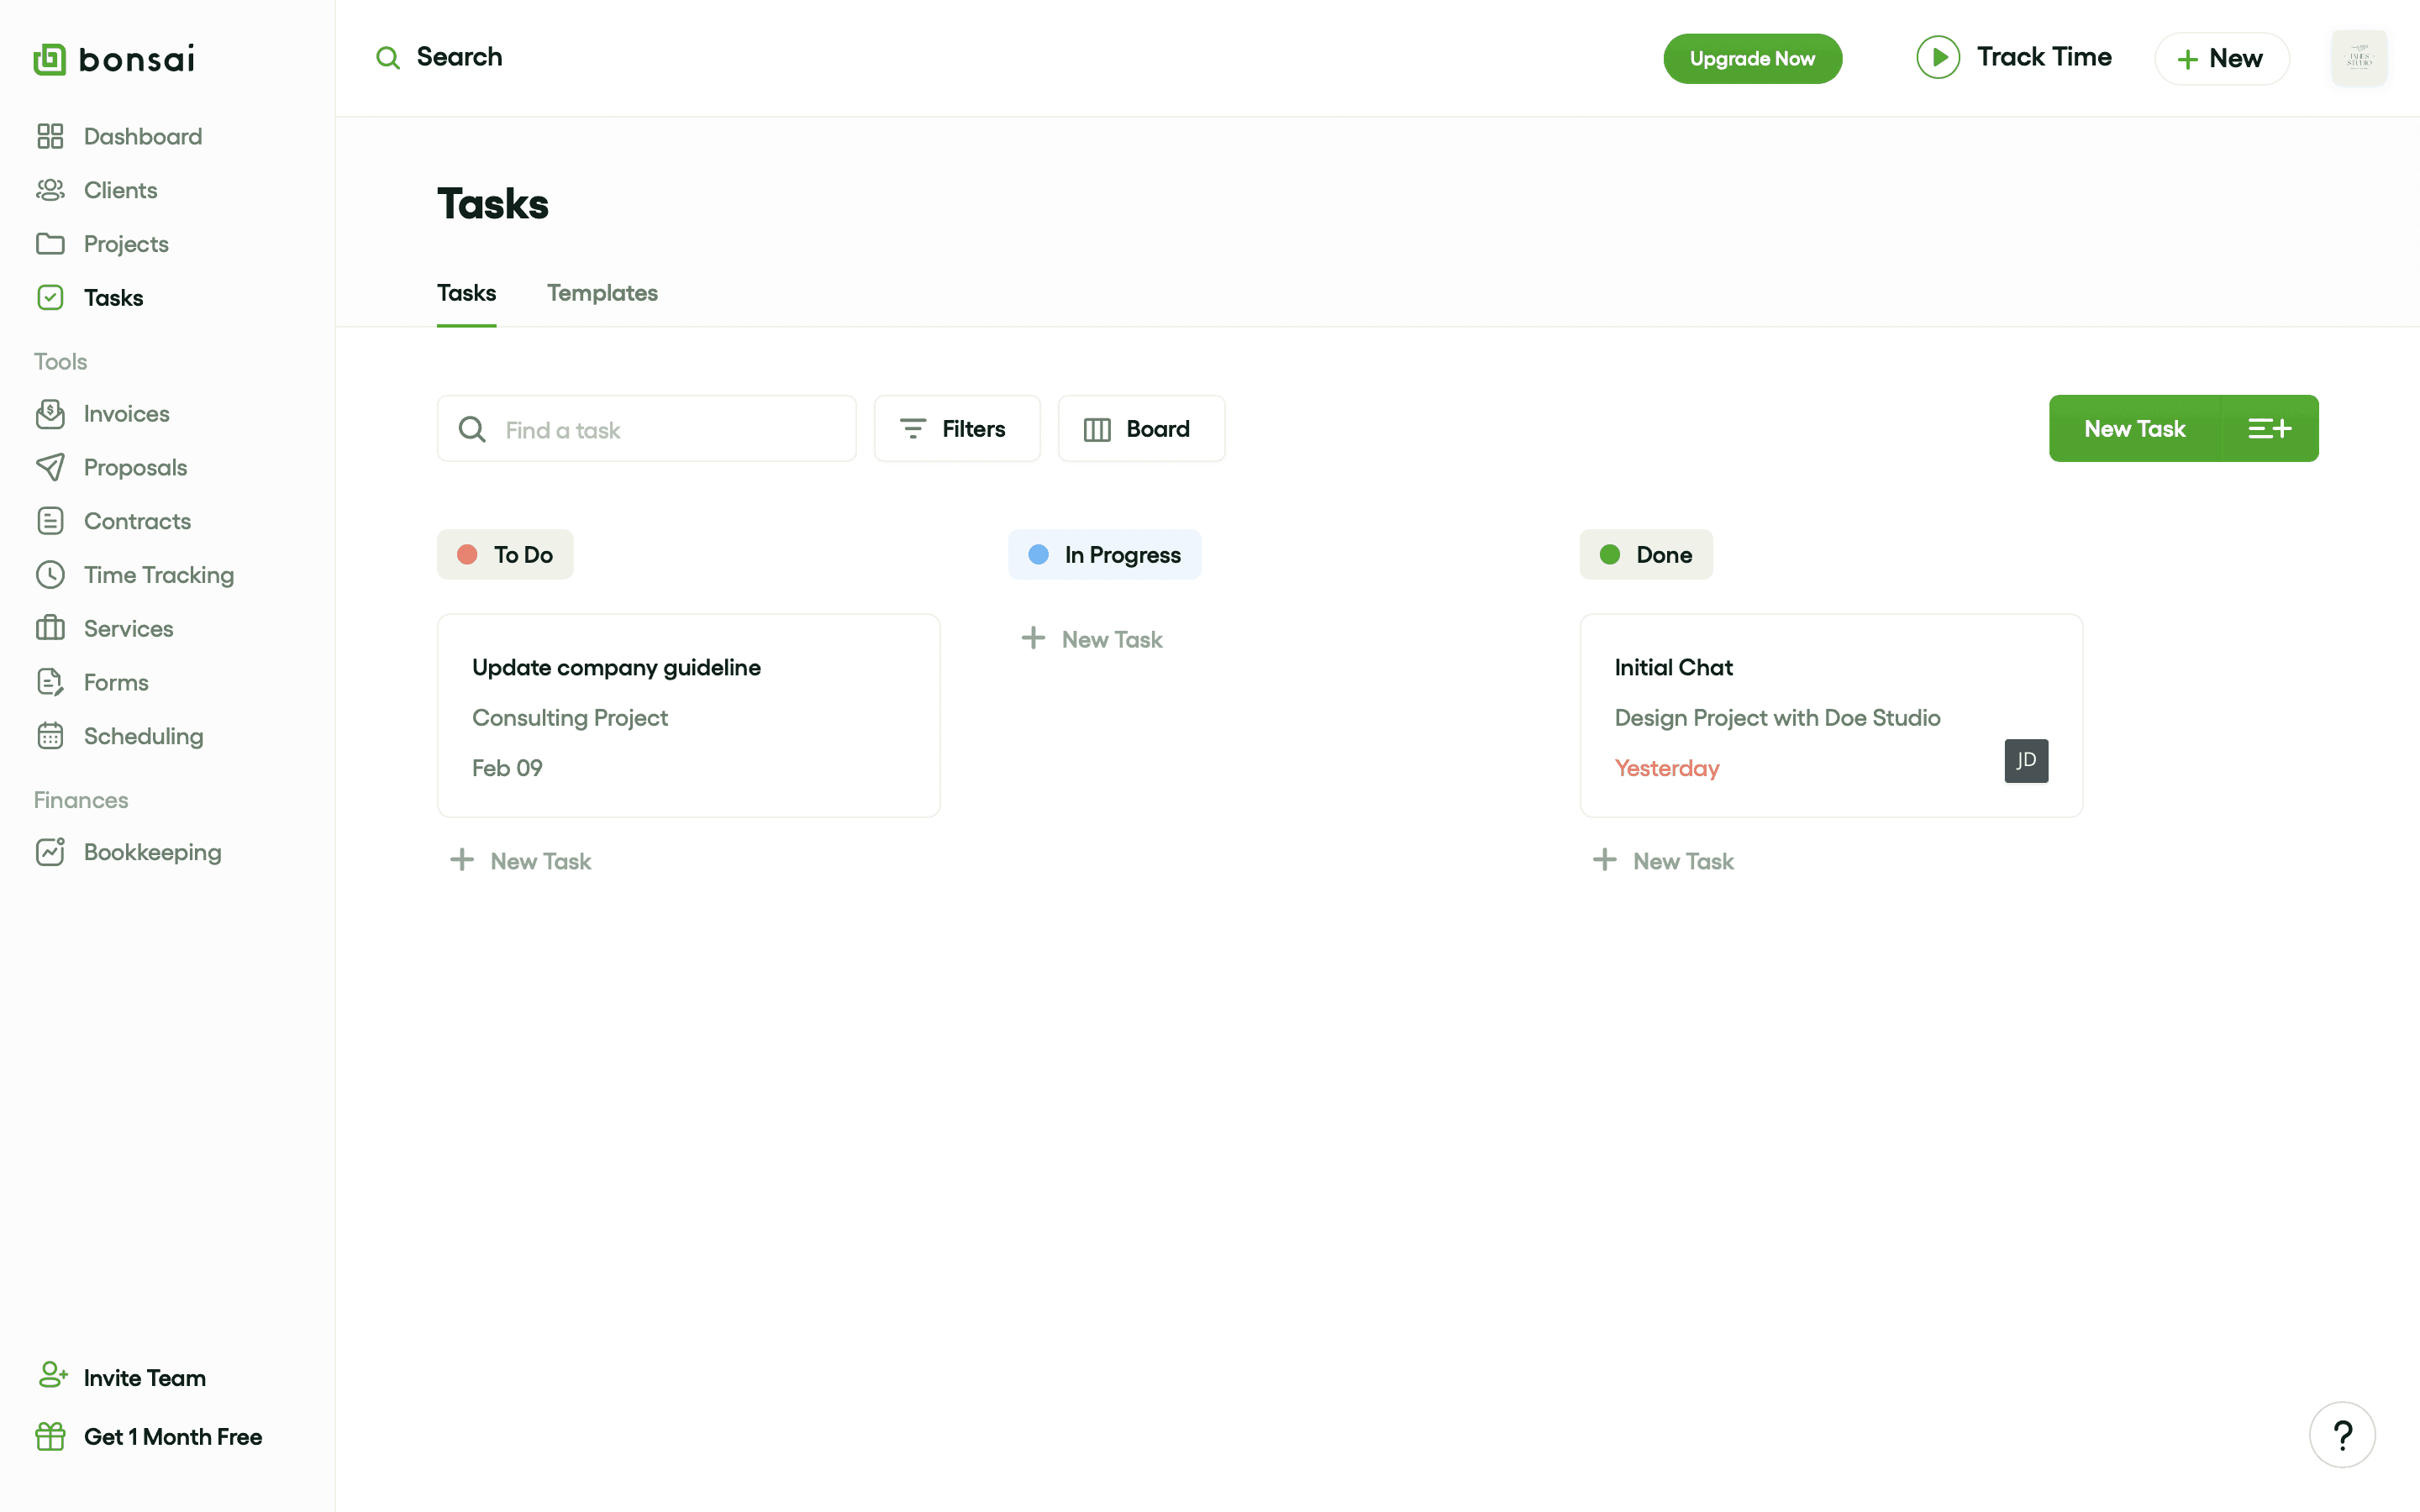 bonsai
Search
Upgrade Now
Track Time
New
Dashboard
Clients
Projects
Tasks
Tools
Invoices
Proposals
Contracts
Time Tracking
Services
Forms
Scheduling
Finances
Bookkeeping
Invite Team
Get 1 Month Free
Tasks
Tasks Templates
Find a task
Filters
Board
New Task
To Do
Update company guideline
Consulting Project
Feb 09
New Task
In Progress
New Task
Done
Initial Chat
Design Project with Doe Studio
Yesterday
JD
New Task
?